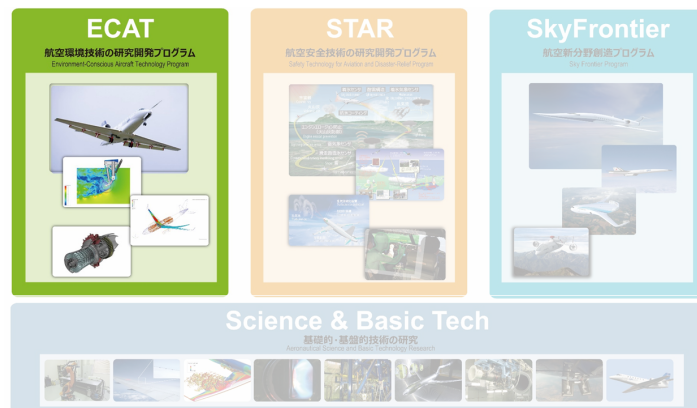 ECAT
航空環境技術の研究開発プログラム
Environment-Conscious Aircraft Technology Program
STAR
航空安全技術の研究開発プログラム
Safety Technology for Aviation and Disaster-Relief Program
SkyFrontier
航空新分野創造プログラム
Sky Frontier Program
Science & Basic Tech
基礎的・基盤的技術の研究
Aeronautical Science and Basic Technology Research